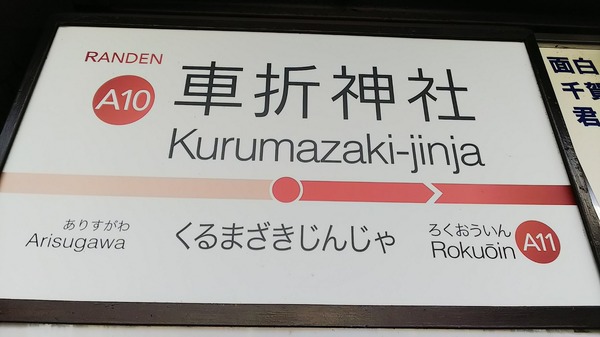 RANDEN
A10
車折神社
Kurumazaki-jinja
ありすがわ
Arisugawa
くるまざきじんじゃ
ろくおういん
Rokuōin
A11
面白
千賀
君